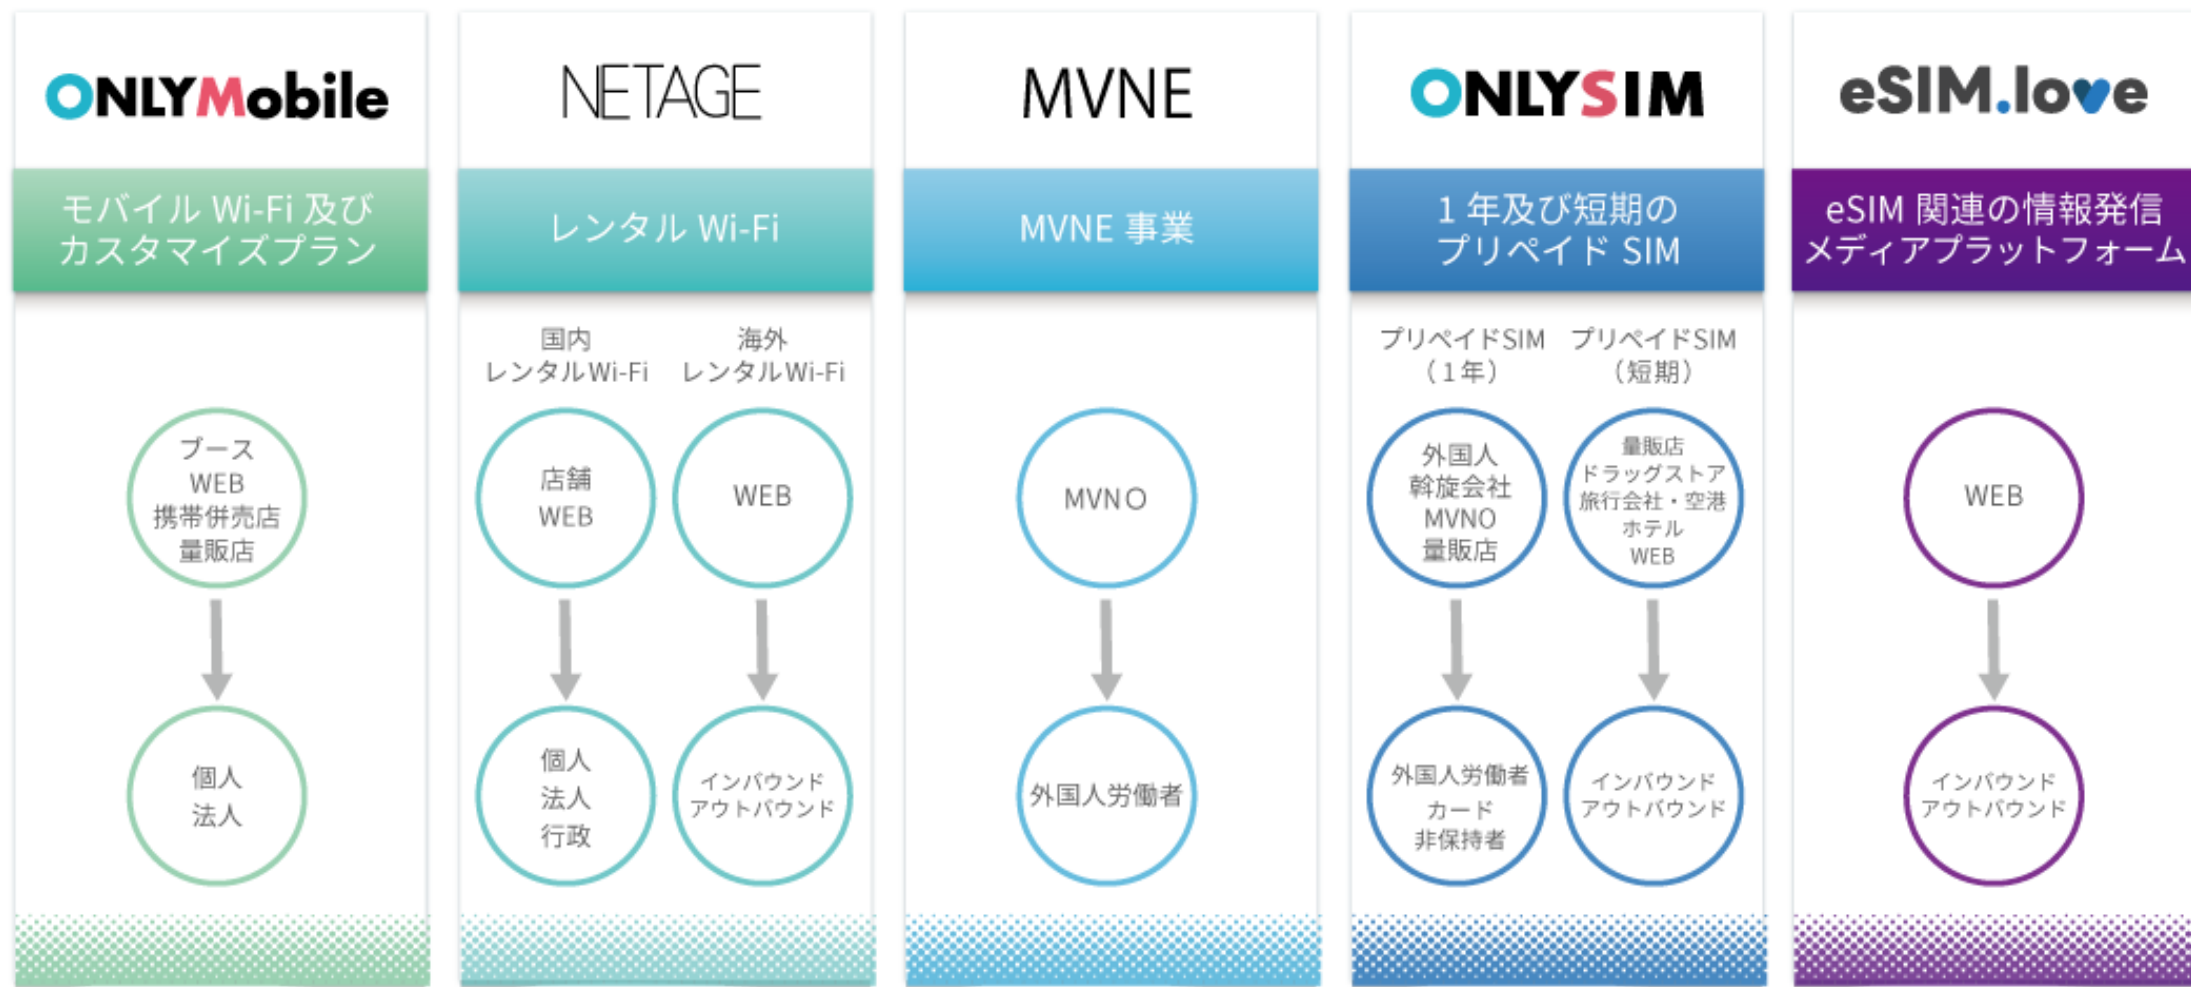 ONLYMobile
モバイル Wi-Fi 及び
カスタマイズプラン
ブース
WEB
携帯併売店
量販店
個人
法人
NETAGE
レンタル Wi-Fi
国内
レンタルWi-Fi
店舗
WEB
個人
法人
行政
海外
レンタルWi-Fi
WEB
インバウンド
アウトバウンド
MVNE
MVNE 事業
MVNO
外国人労働者
ONLYSIM
1 年及び短期の
プリペイド SIM
プリペイドSIM
（1年）
外国人
斡旋会社
MVNO
量販店
外国人労働者
カード
非保持者
プリペイドSIM
（短期）
量販店
ドラッグストア
旅行会社・空港
ホテル
WEB
インバウンド
アウトバウンド
eSIM.love
eSIM 関連の情報発信
メディアプラットフォーム
WEB
インバウンド
アウトバウンド